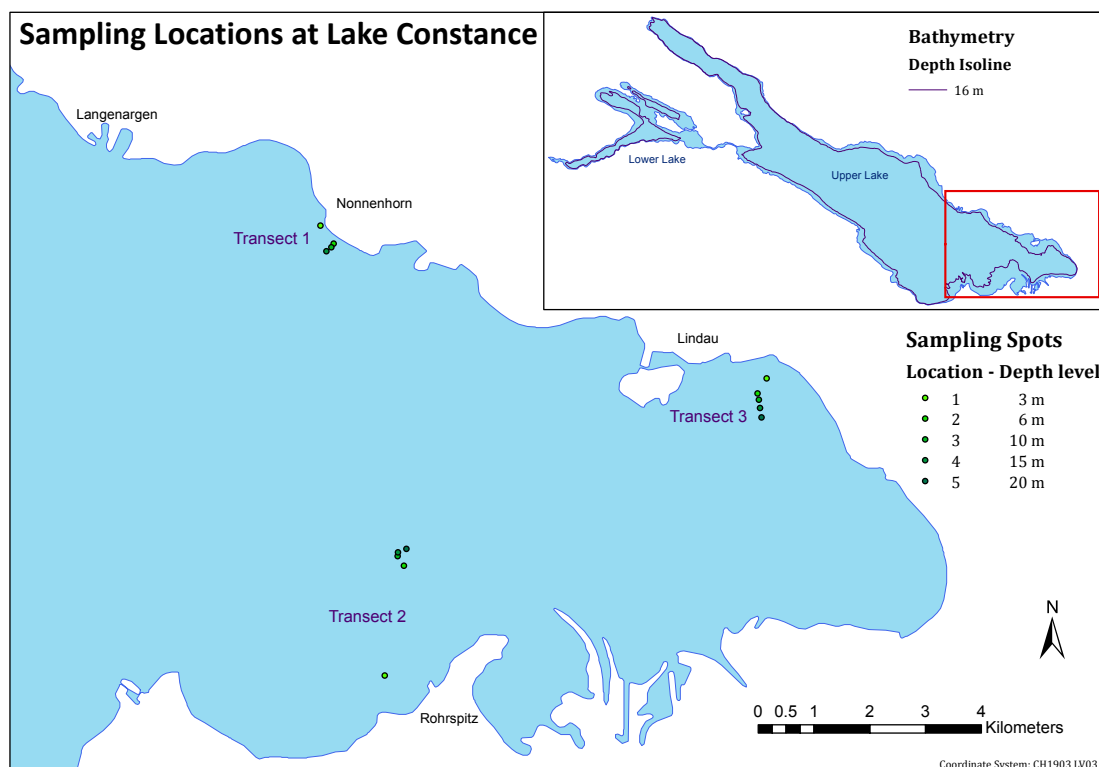 Sampling Locations at Lake Constance
Bathymetry
Depth Isoline
16 m
Lower Lake
Upper Lake
Langenargen
Nonnenhorn
Transect 1
Lindau
Transect 3
Sampling Spots
Location - Depth level
1 3 m
2 6 m
3 10 m
4 15 m
5 20 m
Transect 2
Rohrspitz
N
0 0.5 1 2 3 4
Kilometers
Coordinate System: CH1903 LV03